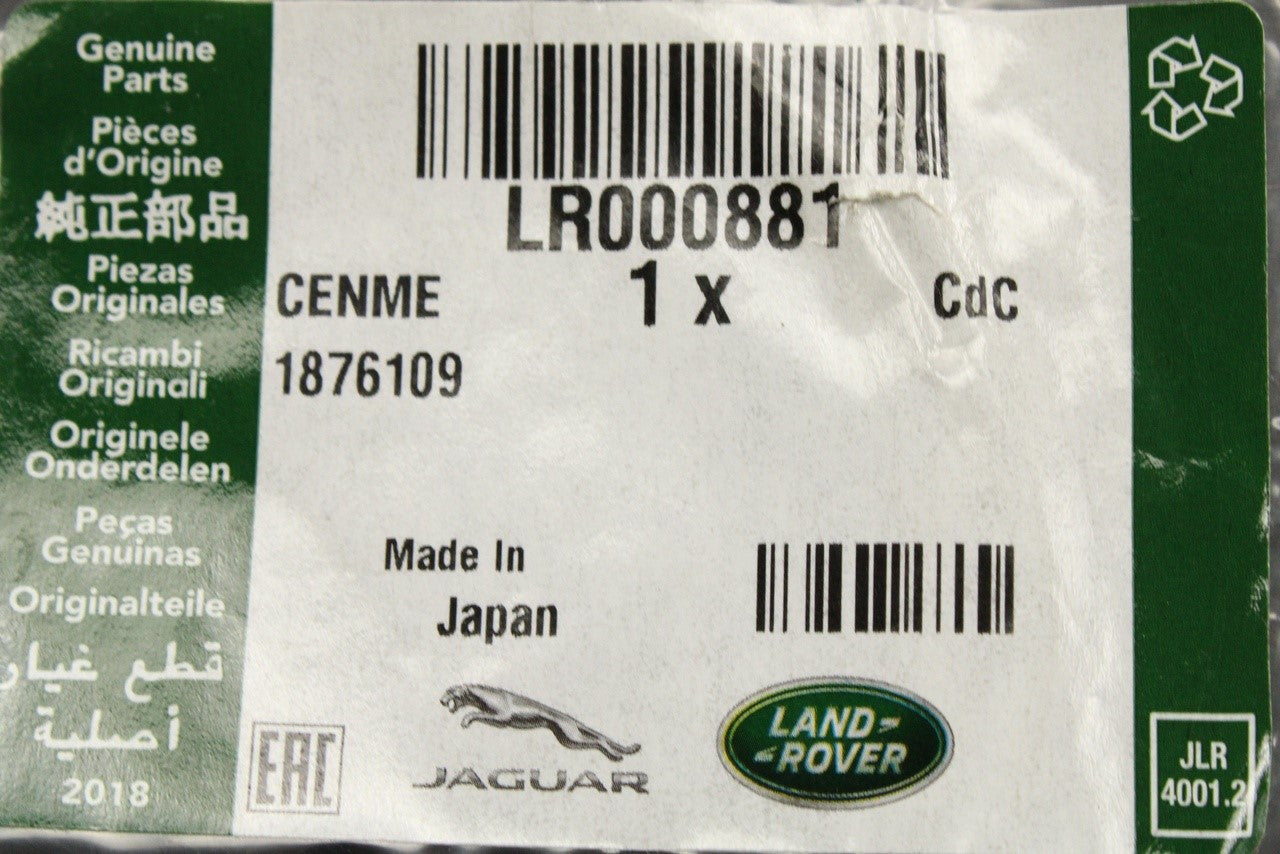 Genuine
Parts
Pièces
d'Origine
純正部品
Piezas
Originales
Ricambi
Originali
Originele
Onderdelen
Peças
Genuinas
Originalteile
قطع غيار
أصلية
2018
LR000881
CENME 1 x CdC
1876109
Made In
Japan
EAC
JAGUAR
LAND-
ROVER
JLR
4001.2